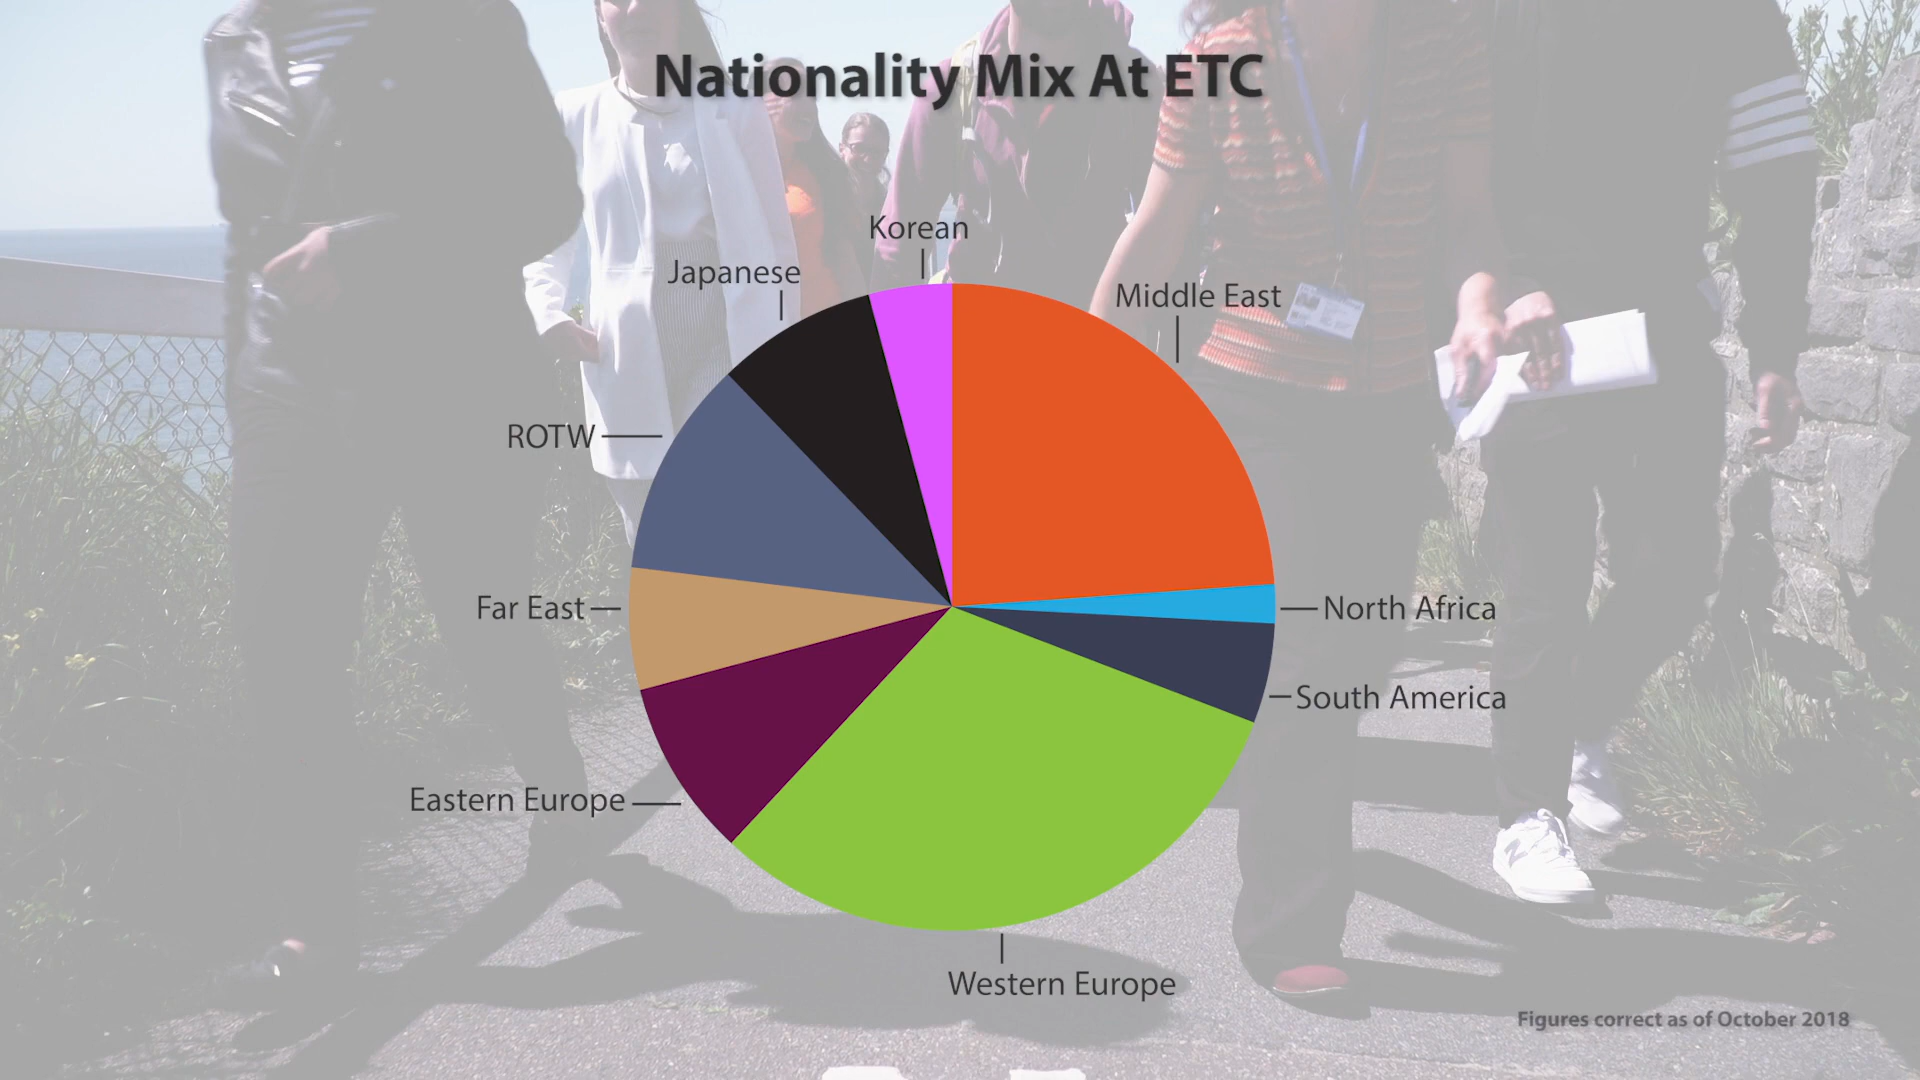 Nationality Mix At ETC
Korean
Japanese
Middle East
ROTW
Far East
North Africa
South America
Eastern Europe
Western Europe
Figures correct as of October 2018